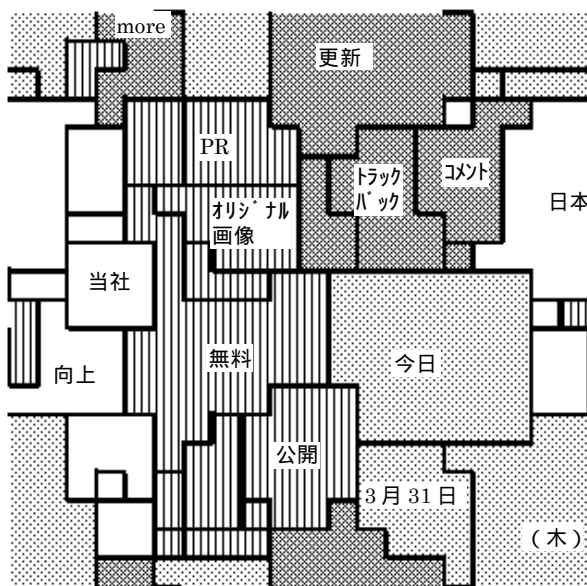 more
更新
PR
トラック
バック
コメント
オリジナル
画像
日本
当社
無料
今日
向上
公開
3月31日
(木)